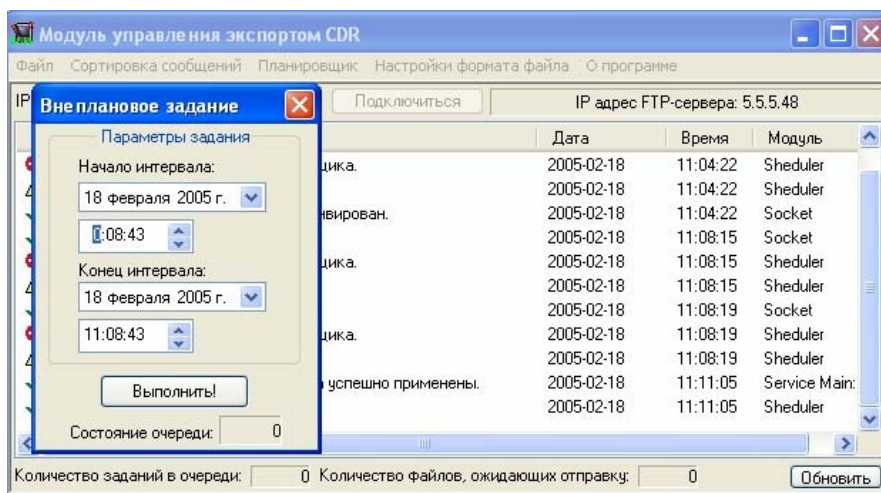 Модуль управления экспортом CDR
Файл Сортировка сообщений Планировщик Настройки формата файла О программе
IP Подключиться IP адрес FTP-сервера: 5.5.5.48
Внеплановое задание
Параметры задания
Начало интервала:
18 февраля 2005 г.
0:08:43
Конец интервала:
18 февраля 2005 г.
11:08:43
Выполнить!
Состояние очереди: 0
Дата Время Модуль
щика. 2005-02-18 11:04:22 Sheduler
2005-02-18 11:04:22 Sheduler
2005-02-18 11:04:22 Socket
2005-02-18 11:08:15 Socket
щика. 2005-02-18 11:08:15 Sheduler
2005-02-18 11:08:15 Sheduler
2005-02-18 11:08:19 Socket
щика. 2005-02-18 11:08:19 Sheduler
2005-02-18 11:08:19 Sheduler
успешно применены. 2005-02-18 11:11:05 Service Main:
2005-02-18 11:11:05 Sheduler
Количество заданий в очереди: 0 Количество файлов, ожидающих отправку: 0 Обновить